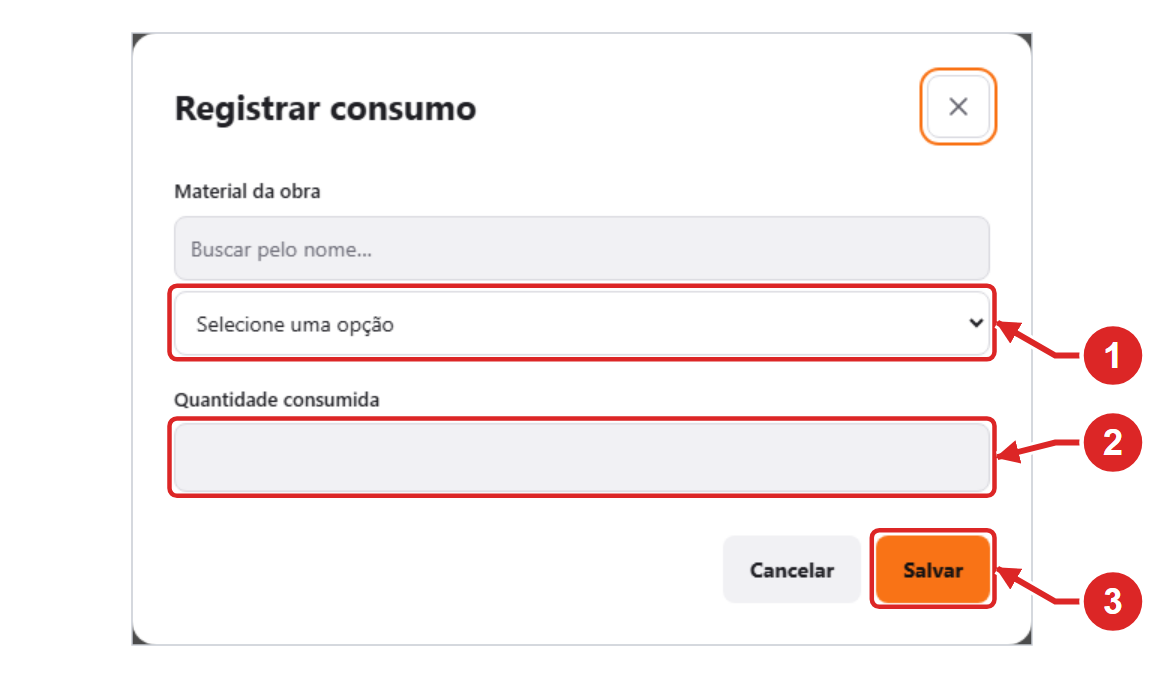 Registrar consumo
Material da obra
Buscar pelo nome...
Selecione uma opção
1
Quantidade consumida
2
Cancelar
Salvar
3